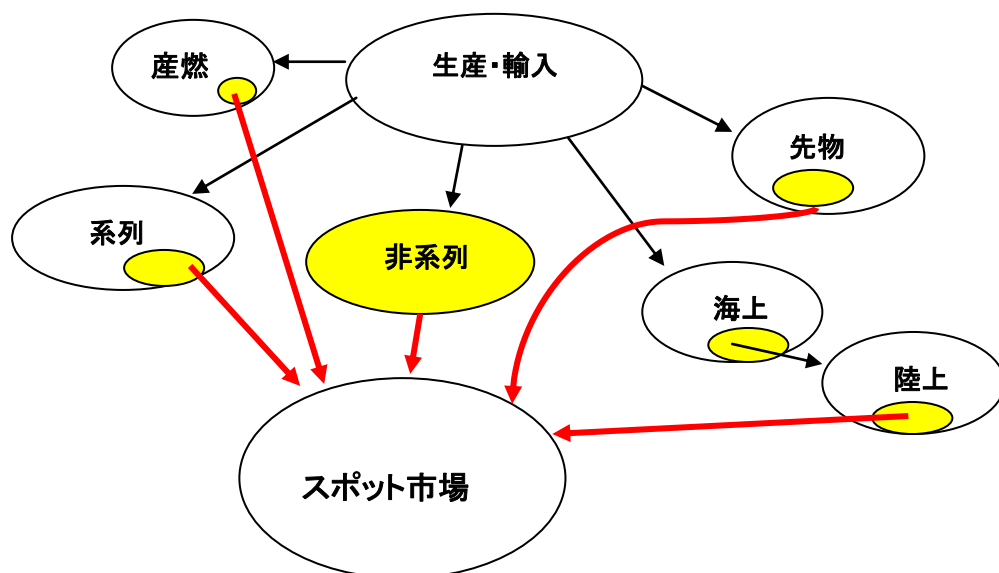 産燃
生産・輸入
先物
系列
非系列
海上
陸上
スポット市場